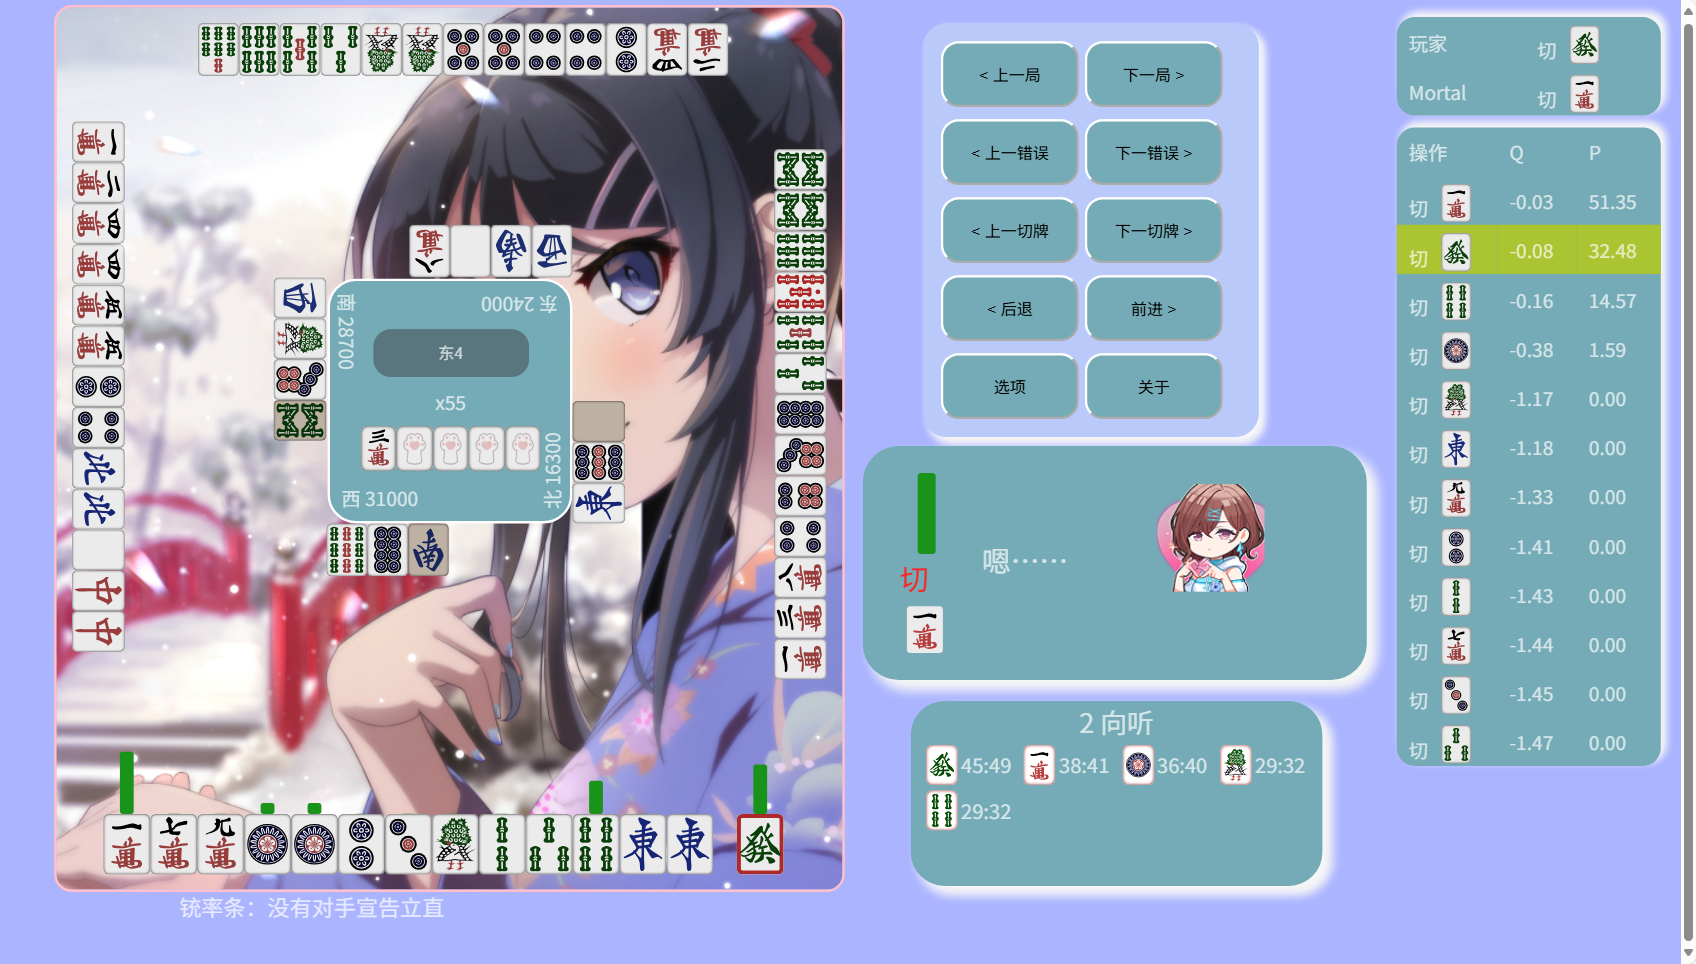 南 28700
东 24000
东4
x55
西 31000
北 16300
铳率条：没有对手宣告立直
< 上一局
下一局 >
< 上一错误
下一错误 >
< 上一切牌
下一切牌 >
< 后退
前进 >
选项
关于
切
嗯······
2 向听
45:49
38:41
36:40
29:32
29:32
玩家 切
Mortal 切
操作 Q P
切 -0.03 51.35
切 -0.08 32.48
切 -0.16 14.57
切 -0.38 1.59
切 -1.17 0.00
切 -1.18 0.00
切 -1.33 0.00
切 -1.41 0.00
切 -1.43 0.00
切 -1.44 0.00
切 -1.45 0.00
切 -1.47 0.00